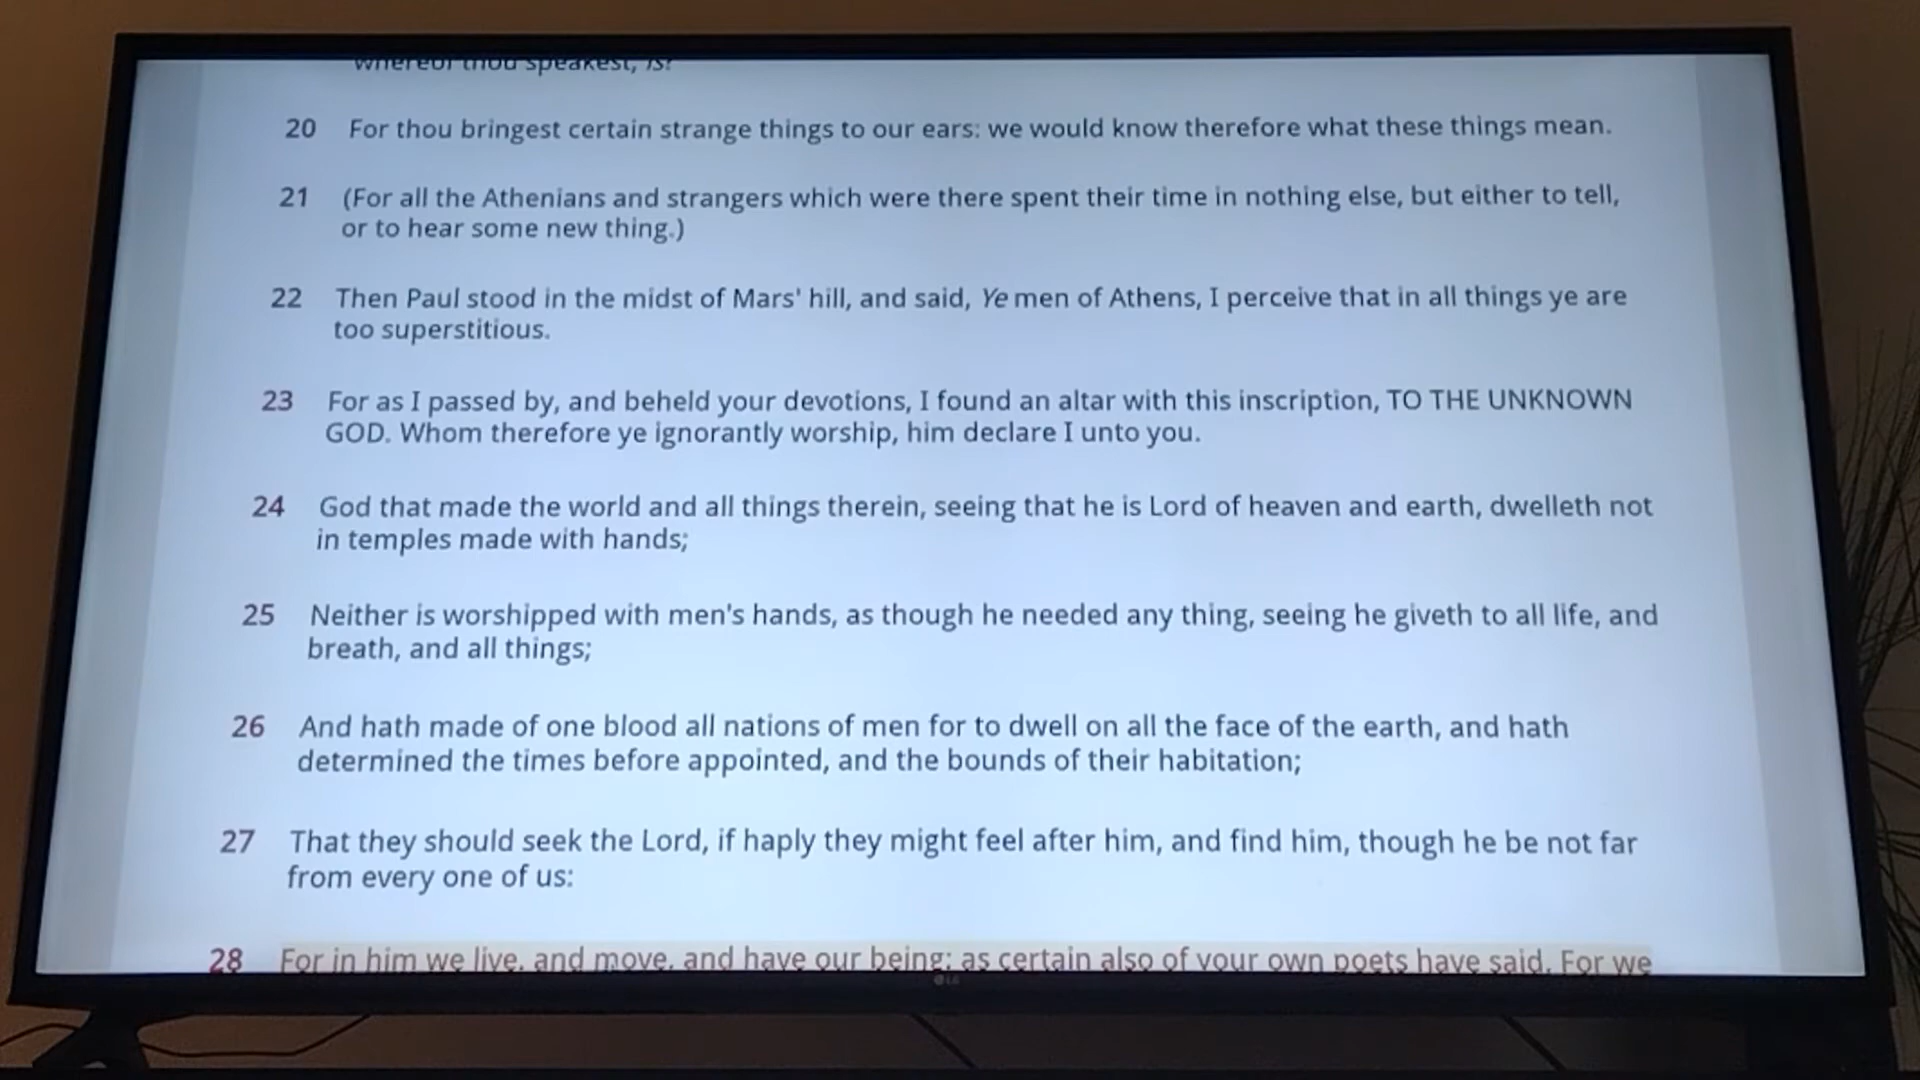 whereof thou speakest, is?
20 For thou bringest certain strange things to our ears: we would know therefore what these things mean.
21 (For all the Athenians and strangers which were there spent their time in nothing else, but either to tell,
or to hear some new thing.)
22 Then Paul stood in the midst of Mars' hill, and said, Ye men of Athens, I perceive that in all things ye are
too superstitious.
23 For as I passed by, and beheld your devotions, I found an altar with this inscription, TO THE UNKNOWN
GOD. Whom therefore ye ignorantly worship, him declare I unto you.
24 God that made the world and all things therein, seeing that he is Lord of heaven and earth, dwelleth not
in temples made with hands;
25 Neither is worshipped with men's hands, as though he needed any thing, seeing he giveth to all life, and
breath, and all things;
26 And hath made of one blood all nations of men for to dwell on all the face of the earth, and hath
determined the times before appointed, and the bounds of their habitation;
27 That they should seek the Lord, if haply they might feel after him, and find him, though he be not far
from every one of us:
28 For in him we live, and move, and have our being; as certain also of your own poets have said, For we
LG